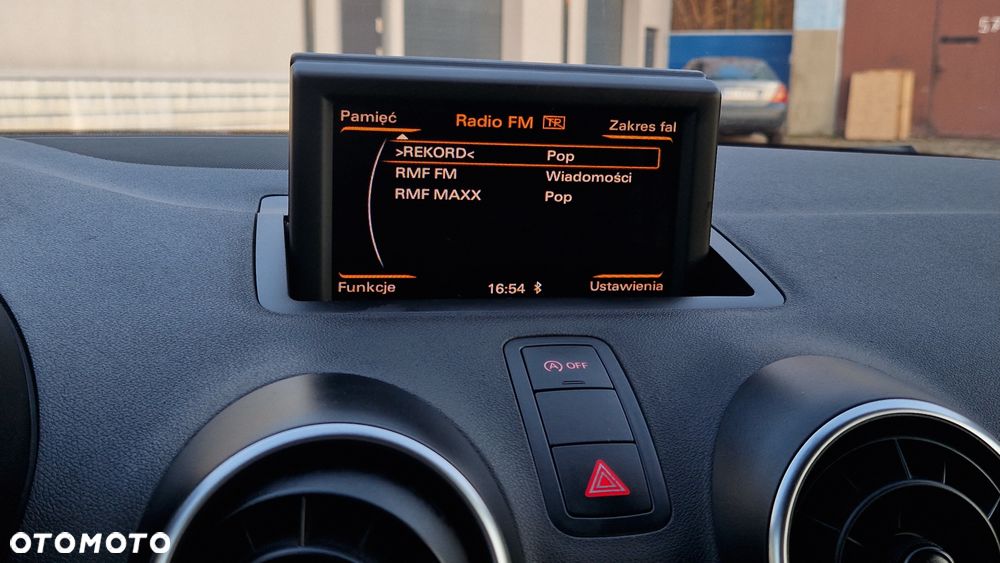 Pamięć Radio FM TP Zakres fal
>REKORD< Pop
RMF FM Wiadomości
RMF MAXX Pop
Funkcje 16:54 Ustawienia
A OFF
57
OTOMOTO